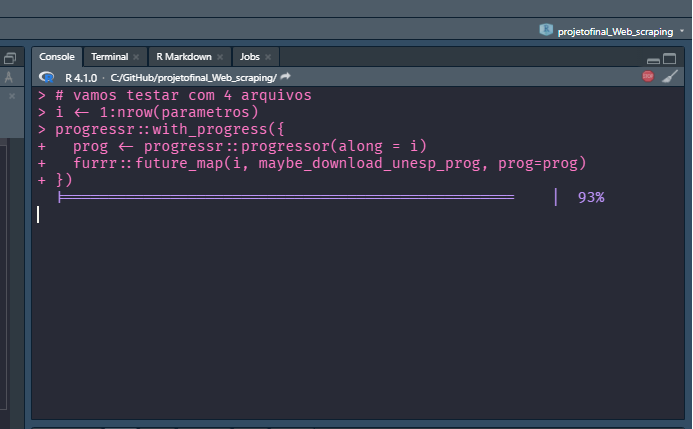 projetofinal_Web_scraping
Console Terminal × R Markdown × Jobs ×
R 4.1.0 · C:/GitHub/projetofinal_Web_scraping/
> # vamos testar com 4 arquivos
> i <- 1:nrow(parametros)
> progressr::with_progress({
+   prog <- progressr::progressor(along = i)
+   furrr::future_map(i, maybe_download_unesp_prog, prog=prog)
+ })
|================================================     |  93%